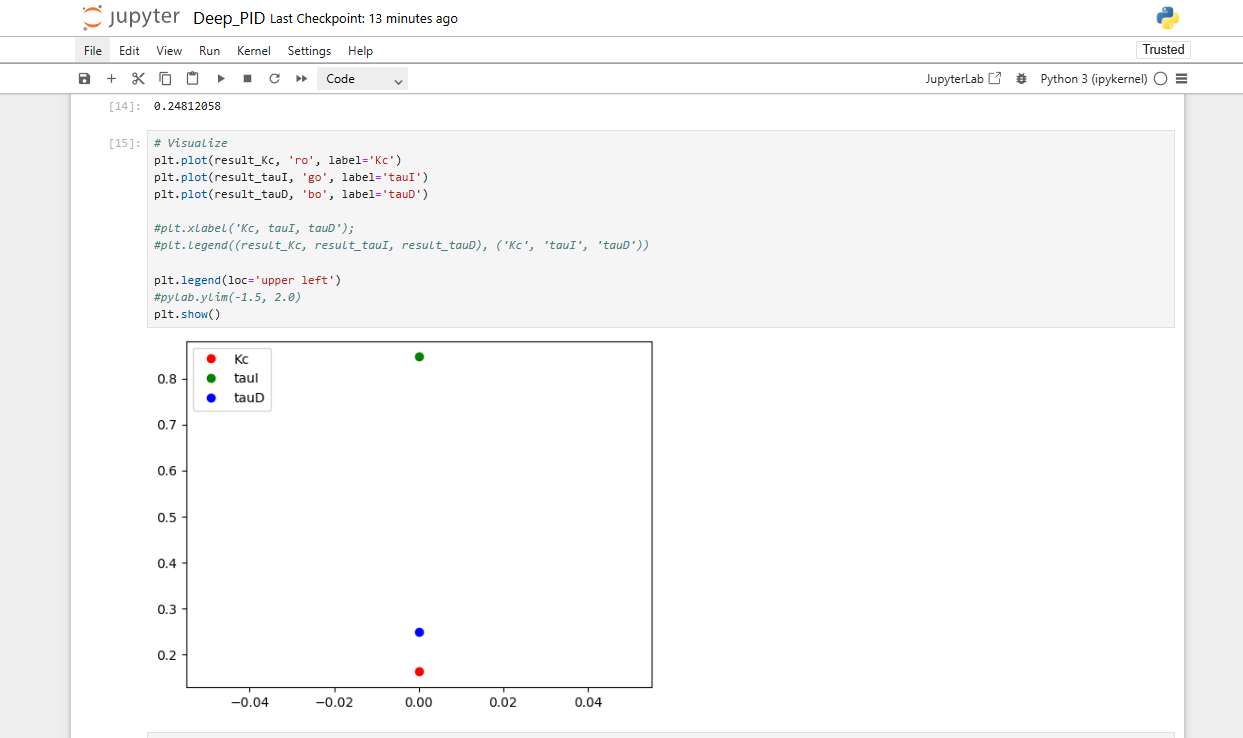 jupyter Deep_PID Last Checkpoint: 13 minutes ago
File Edit View Run Kernel Settings Help Trusted
Code JupyterLab Python 3 (ipykernel)
[14]: 0.24812058
[15]: # Visualize
plt.plot(result_Kc, 'ro', label='Kc')
plt.plot(result_tauI, 'go', label='tauI')
plt.plot(result_tauD, 'bo', label='tauD')
#plt.xlabel('Kc, tauI, tauD');
#plt.legend((result_Kc, result_tauI, result_tauD), ('Kc', 'tauI', 'tauD'))
plt.legend(loc='upper left')
#pylab.ylim(-1.5, 2.0)
plt.show()
Kc
tauI
tauD
0.8
0.7
0.6
0.5
0.4
0.3
0.2
−0.04 −0.02 0.00 0.02 0.04